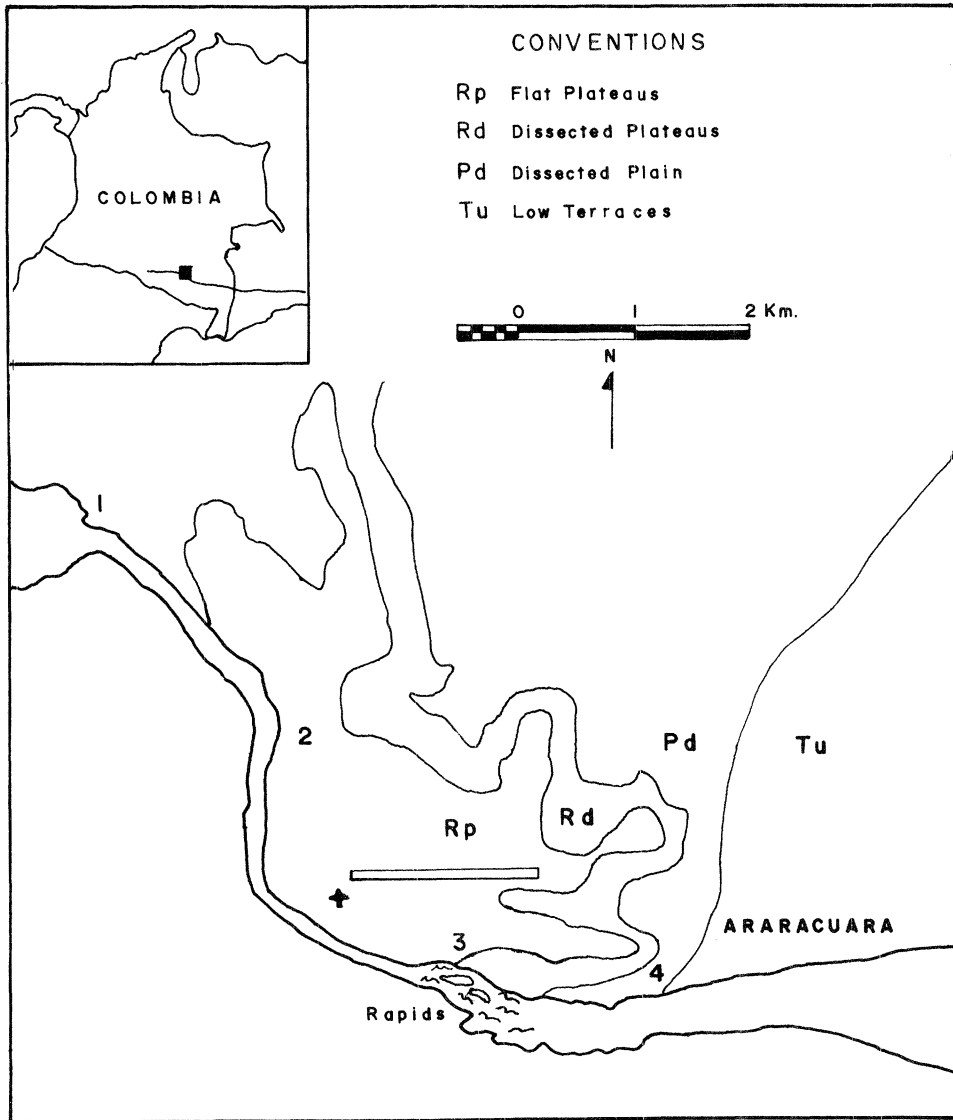 COLOMBIA
CONVENTIONS
Rp Flat Plateaus
Rd Dissected Plateaus
Pd Dissected Plain
Tu Low Terraces
0 1 2 Km.
N
1
2
Pd
Tu
Rp
Rd
ARARACUARA
3
4
Rapids